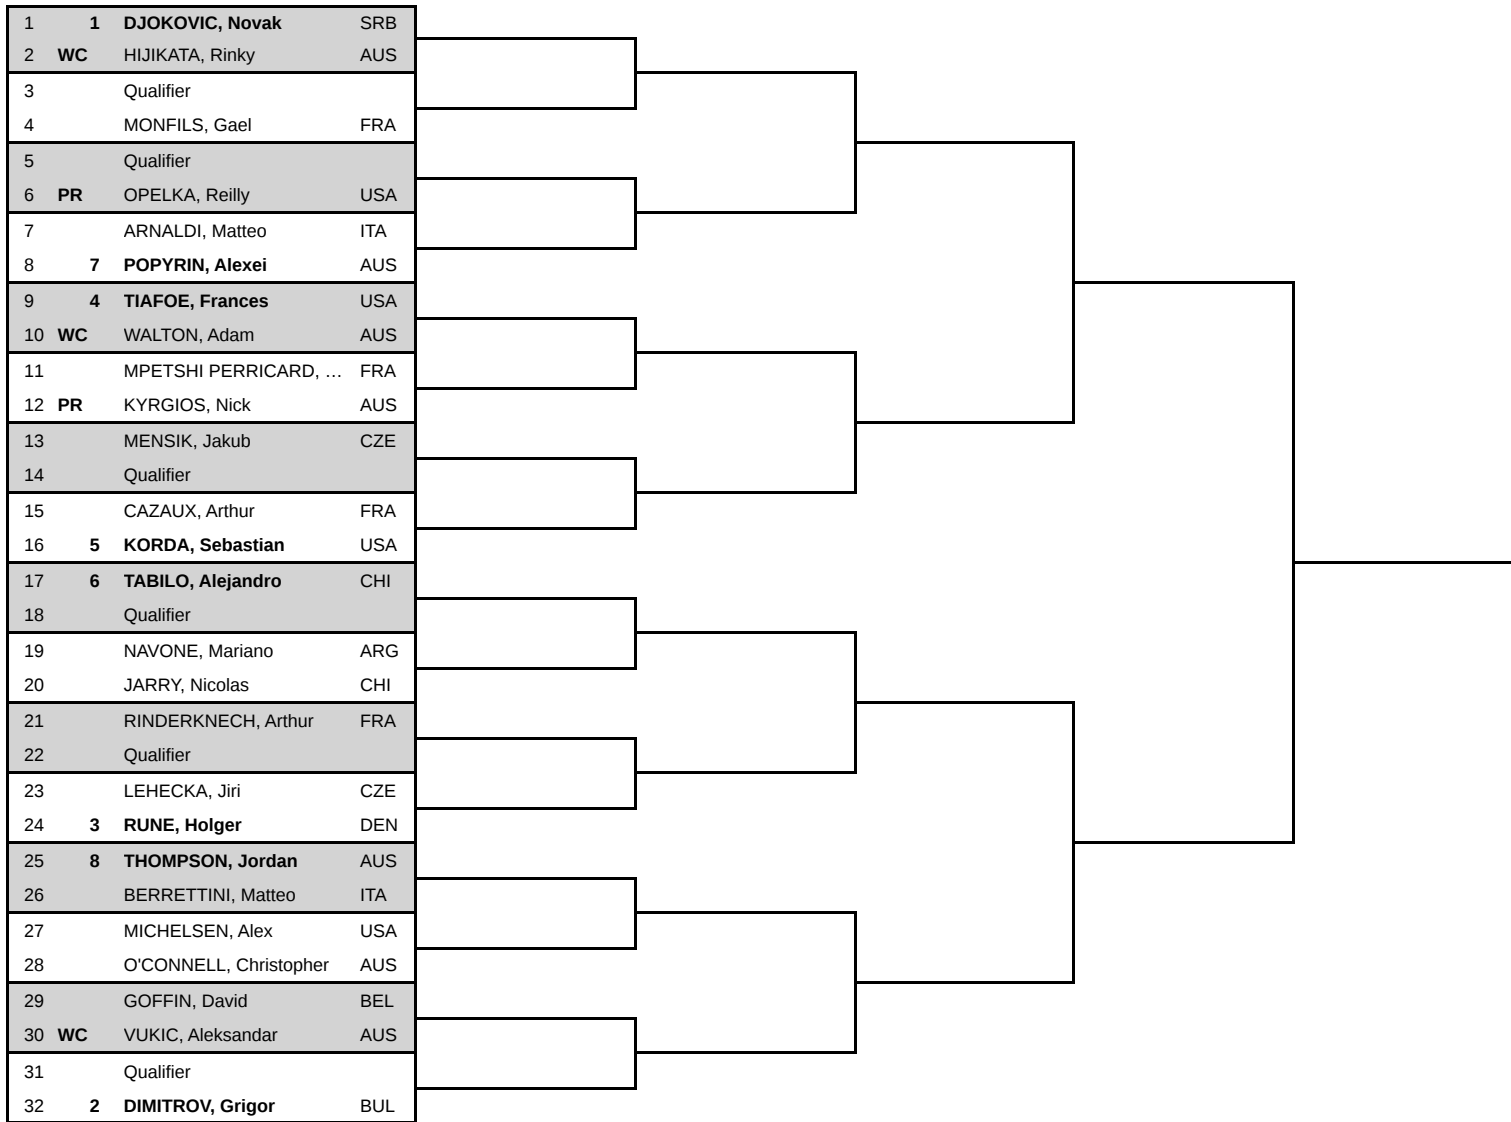 1 1 DJOKOVIC, Novak SRB
2 WC HIJIKATA, Rinky AUS
3 Qualifier
4 MONFILS, Gael FRA
5 Qualifier
6 PR OPELKA, Reilly USA
7 ARNALDI, Matteo ITA
8 7 POPYRIN, Alexei AUS
9 4 TIAFOE, Frances USA
10 WC WALTON, Adam AUS
11 MPETSHI PERRICARD, … FRA
12 PR KYRGIOS, Nick AUS
13 MENSIK, Jakub CZE
14 Qualifier
15 CAZAUX, Arthur FRA
16 5 KORDA, Sebastian USA
17 6 TABILO, Alejandro CHI
18 Qualifier
19 NAVONE, Mariano ARG
20 JARRY, Nicolas CHI
21 RINDERKNECH, Arthur FRA
22 Qualifier
23 LEHECKA, Jiri CZE
24 3 RUNE, Holger DEN
25 8 THOMPSON, Jordan AUS
26 BERRETTINI, Matteo ITA
27 MICHELSEN, Alex USA
28 O'CONNELL, Christopher AUS
29 GOFFIN, David BEL
30 WC VUKIC, Aleksandar AUS
31 Qualifier
32 2 DIMITROV, Grigor BUL